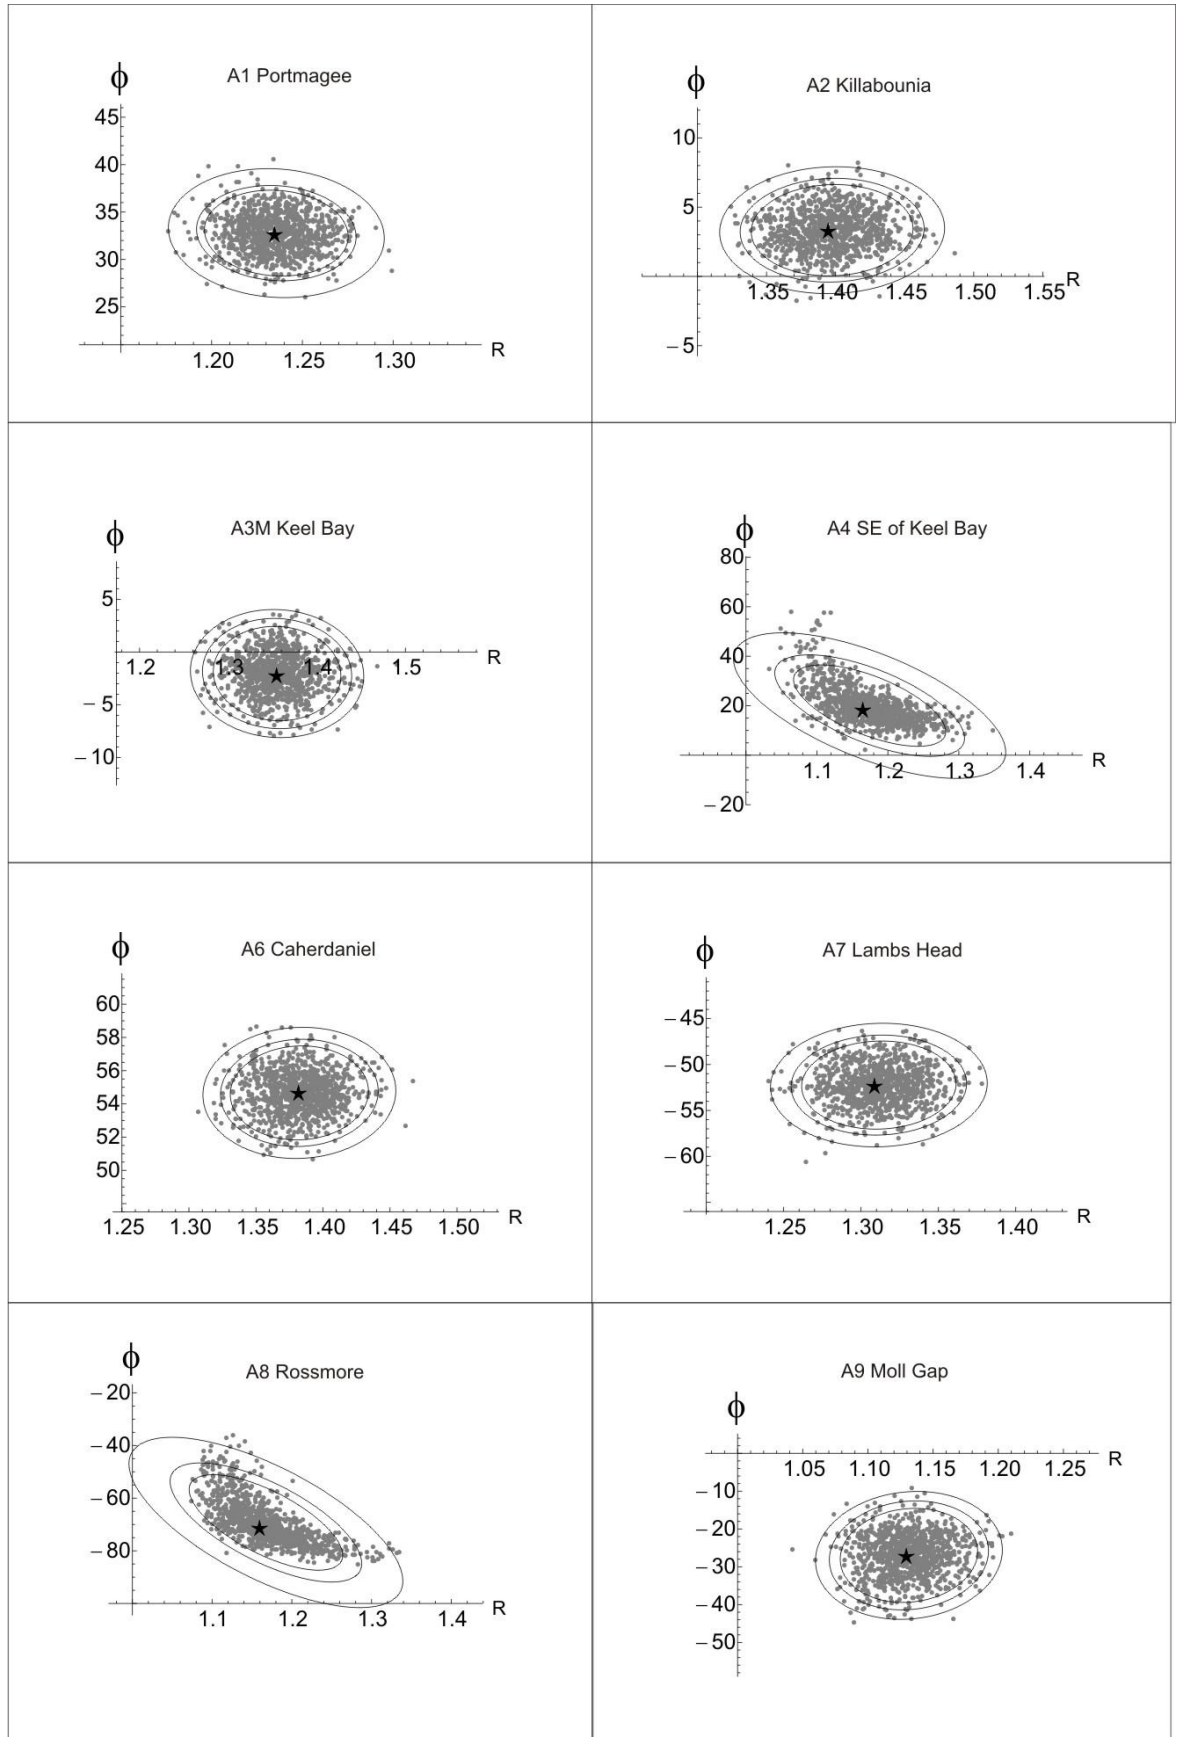 A1 Portmagee
ϕ
45
40
35
30
25
1.20 1.25 1.30 R
A2 Killabounia
ϕ
10
5
1.35 1.40 1.45 1.50 1.55 R
−5
A3M Keel Bay
ϕ
5
1.2 1.3 1.4 1.5 R
−5
−10
A4 SE of Keel Bay
ϕ
80
60
40
20
1.1 1.2 1.3 1.4 R
−20
A6 Caherdaniel
ϕ
60
58
56
54
52
50
1.25 1.30 1.35 1.40 1.45 1.50 R
A7 Lambs Head
ϕ
−45
−50
−55
−60
1.25 1.30 1.35 1.40 R
A8 Rossmore
ϕ
−20
−40
−60
−80
1.1 1.2 1.3 1.4 R
A9 Moll Gap
ϕ
1.05 1.10 1.15 1.20 1.25 R
−10
−20
−30
−40
−50